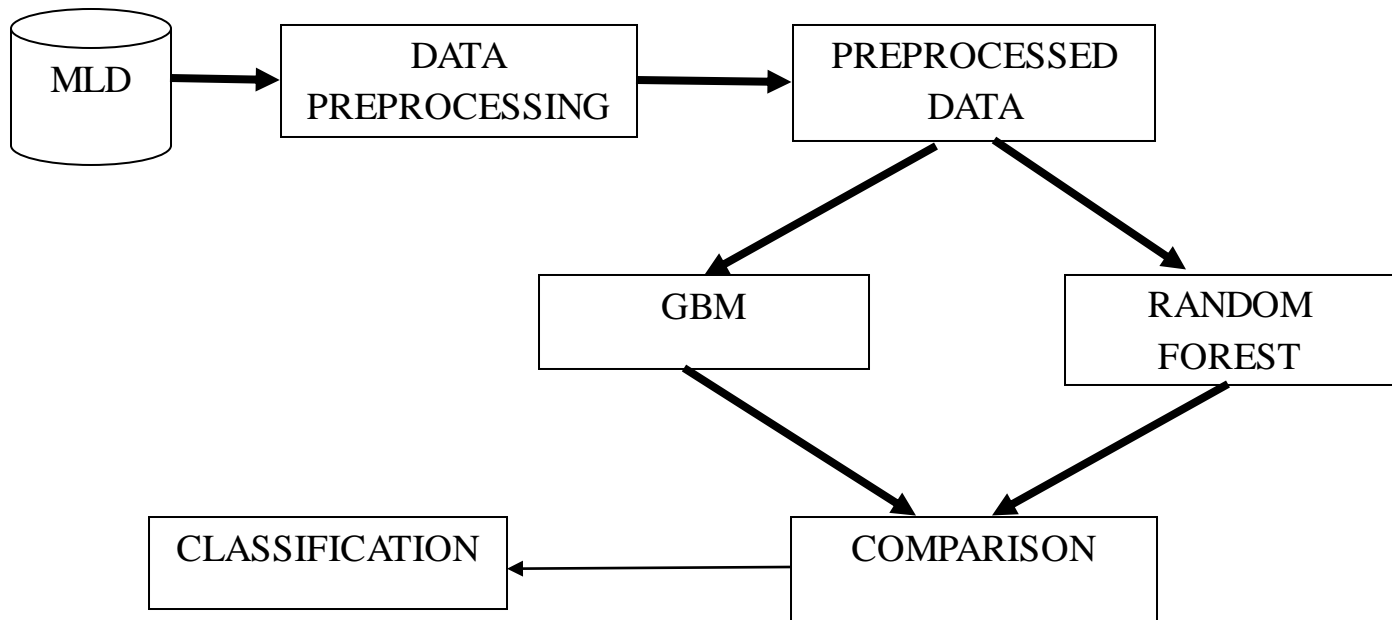 MLD
DATA
PREPROCESSING
PREPROCESSED
DATA
GBM
RANDOM
FOREST
CLASSIFICATION
COMPARISON